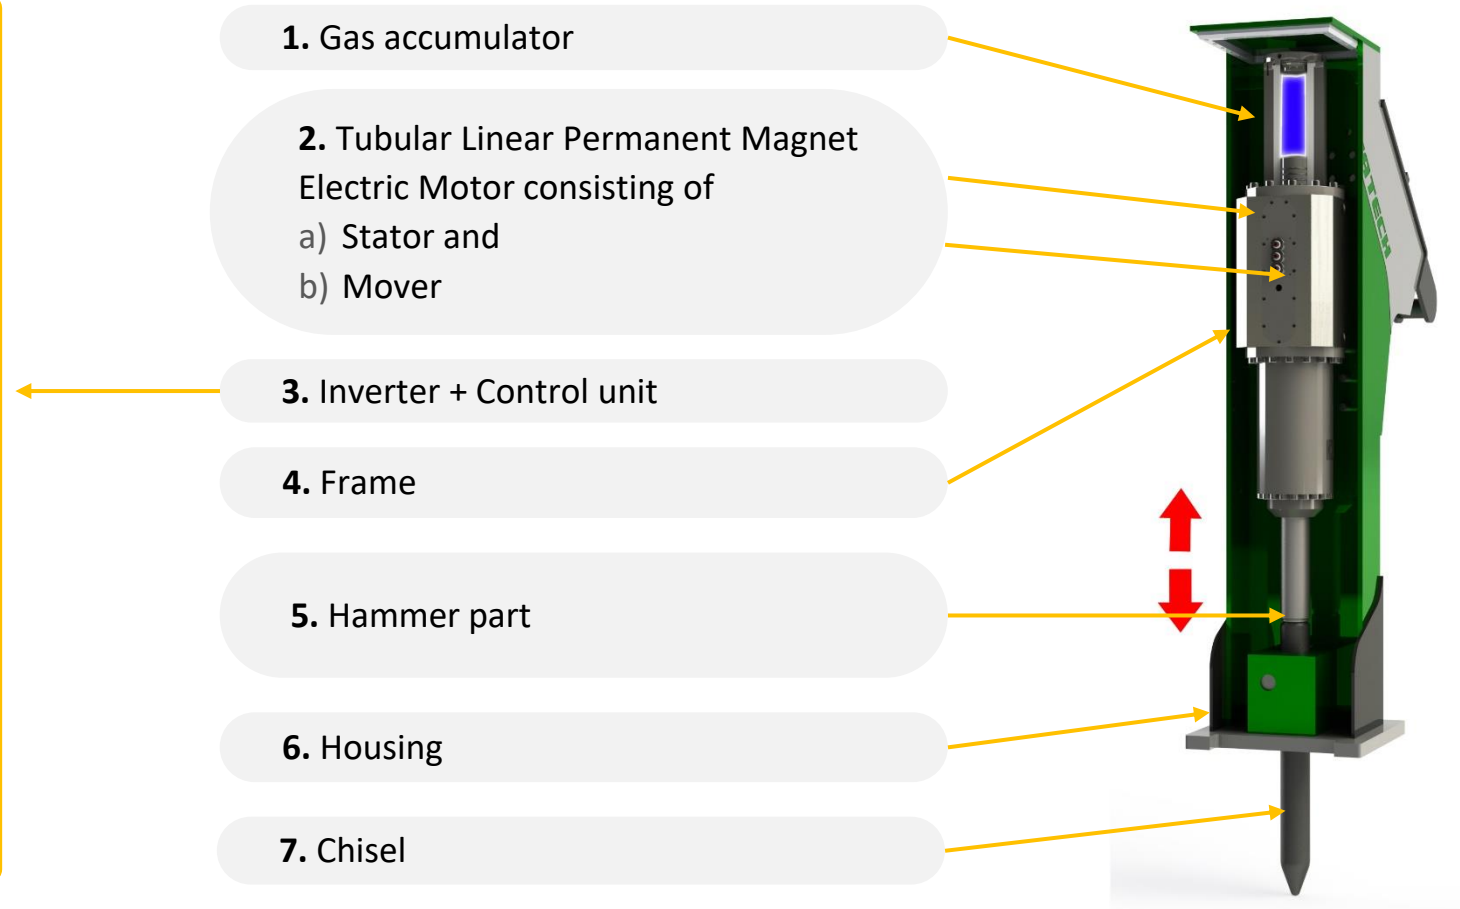 1. Gas accumulator
2. Tubular Linear Permanent Magnet
Electric Motor consisting of
a) Stator and
b) Mover
3. Inverter + Control unit
4. Frame
5. Hammer part
6. Housing
7. Chisel